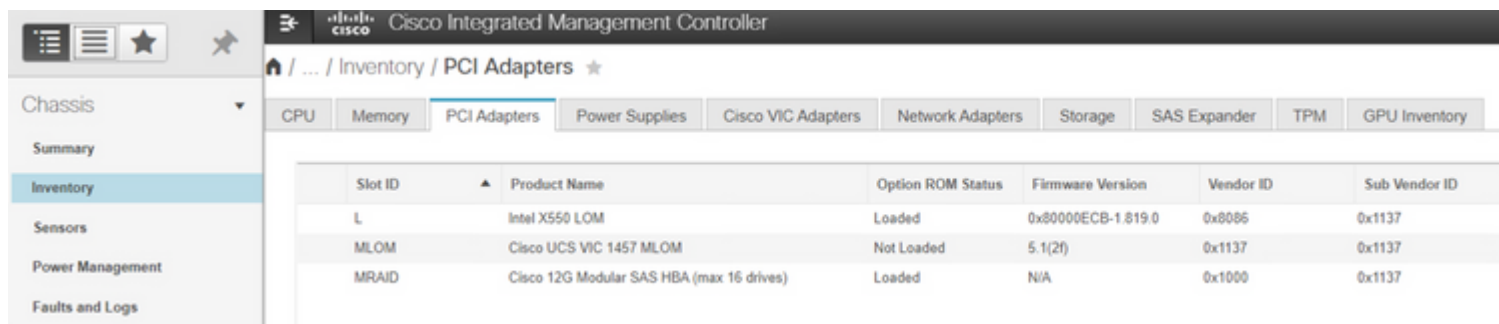 cisco Cisco Integrated Management Controller
/ ... / Inventory / PCI Adapters
Chassis
Summary
Inventory
Sensors
Power Management
Faults and Logs
CPU Memory PCI Adapters Power Supplies Cisco VIC Adapters Network Adapters Storage SAS Expander TPM GPU Inventory
Slot ID Product Name Option ROM Status Firmware Version Vendor ID Sub Vendor ID
L Intel X550 LOM Loaded 0x80000ECB-1.819.0 0x8086 0x1137
MLOM Cisco UCS VIC 1457 MLOM Not Loaded 5.1(2f) 0x1137 0x1137
MRAID Cisco 12G Modular SAS HBA (max 16 drives) Loaded N/A 0x1000 0x1137